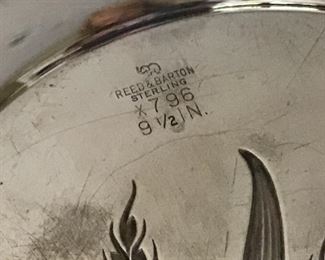 REED & BARTON
STERLING
X796
9 1/2 IN.